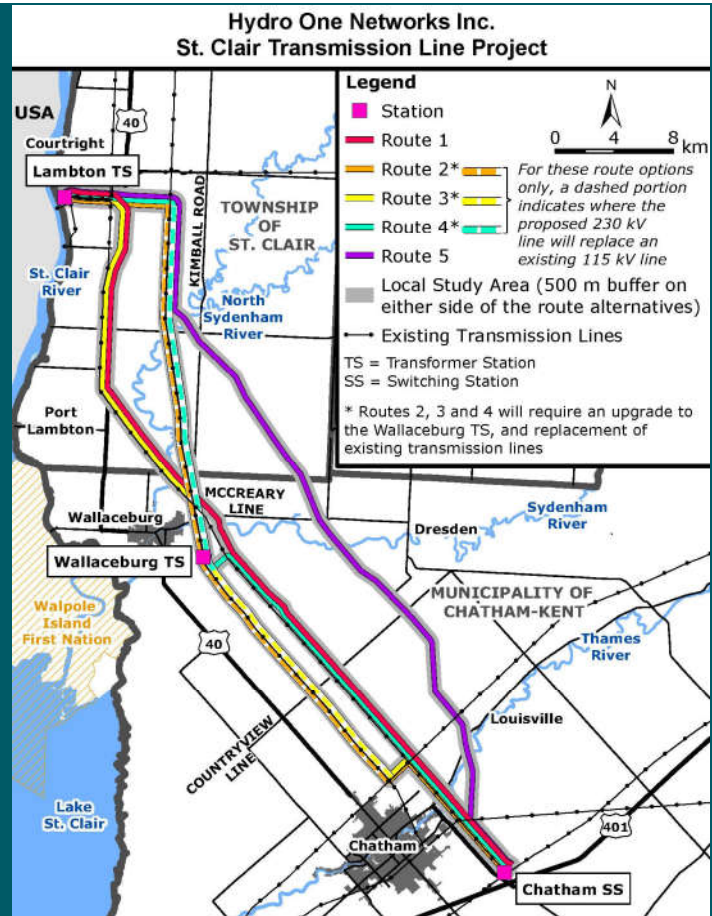 Hydro One Networks Inc.
St. Clair Transmission Line Project
Legend
Station
Route 1
Route 2*
Route 3*
Route 4*
Route 5
For these route options
only, a dashed portion
indicates where the
proposed 230 kV
line will replace an
existing 115 kV line
Local Study Area (500 m buffer on
either side of the route alternatives)
Existing Transmission Lines
TS = Transformer Station
SS = Switching Station
* Routes 2, 3 and 4 will require an upgrade to
the Wallaceburg TS, and replacement of
existing transmission lines
N
0 4 8
km
USA
40
Courtright
Lambton TS
KIMBALL ROAD
TOWNSHIP
OF
ST. CLAIR
St. Clair
River
North
Sydenham
River
Port
Lambton
MCCREARY
LINE
Wallaceburg
Sydenham
River
Dresden
Wallaceburg TS
MUNICIPALITY OF
CHATHAM-KENT
Walpole
Island
First Nation
40
Thames
River
COUNTRYVIEW
LINE
Louisville
Lake
St. Clair
401
Chatham
Chatham SS